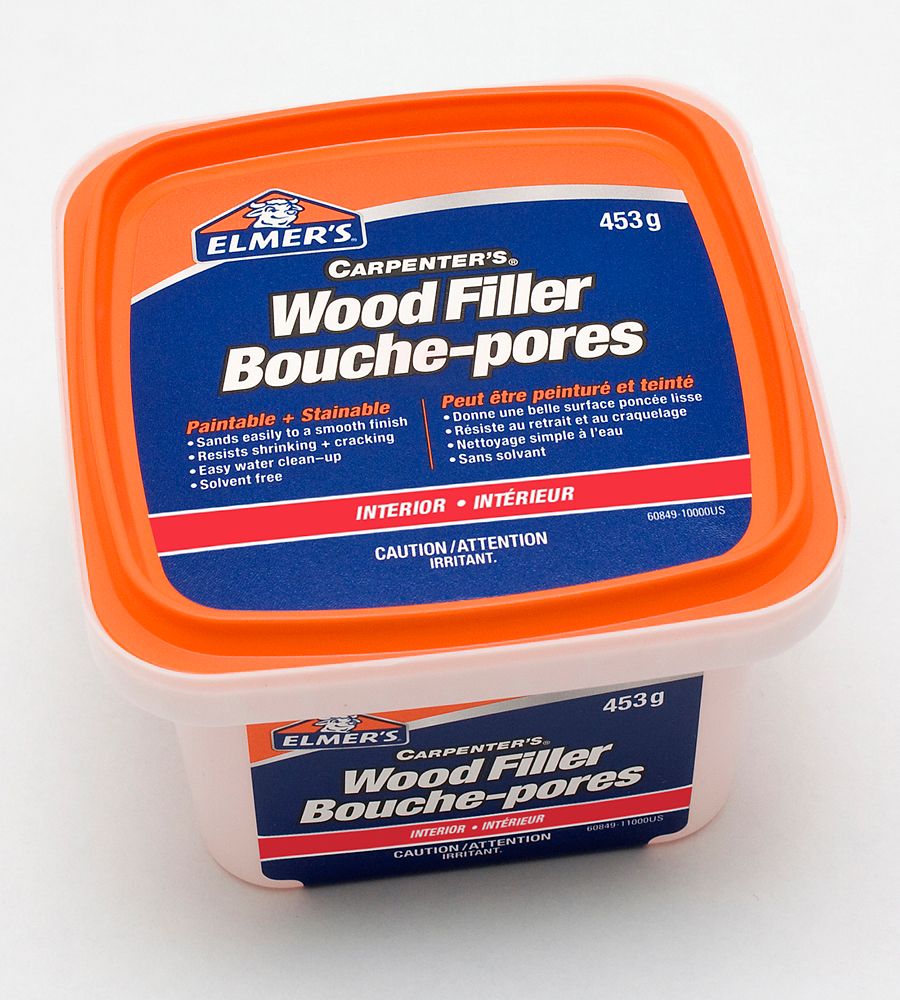 453g
ELMER'S
CARPENTER'S®
Wood Filler
Bouche-pores
Paintable + Stainable
• Sands easily to a smooth finish
• Resists shrinking + cracking
• Easy water clean-up
• Solvent free
Peut être peinturé et teinté
• Donne une belle surface poncée lisse
• Résiste au retrait et au craquelage
• Nettoyage simple à l'eau
• Sans solvant
INTERIOR • INTÉRIEUR
60849-10000US
CAUTION/ATTENTION
IRRITANT.
453g
ELMER'S
CARPENTER'S®
Wood Filler
Bouche-pores
INTERIOR • INTÉRIEUR
60849-11000US
CAUTION/ATTENTION
IRRITANT.